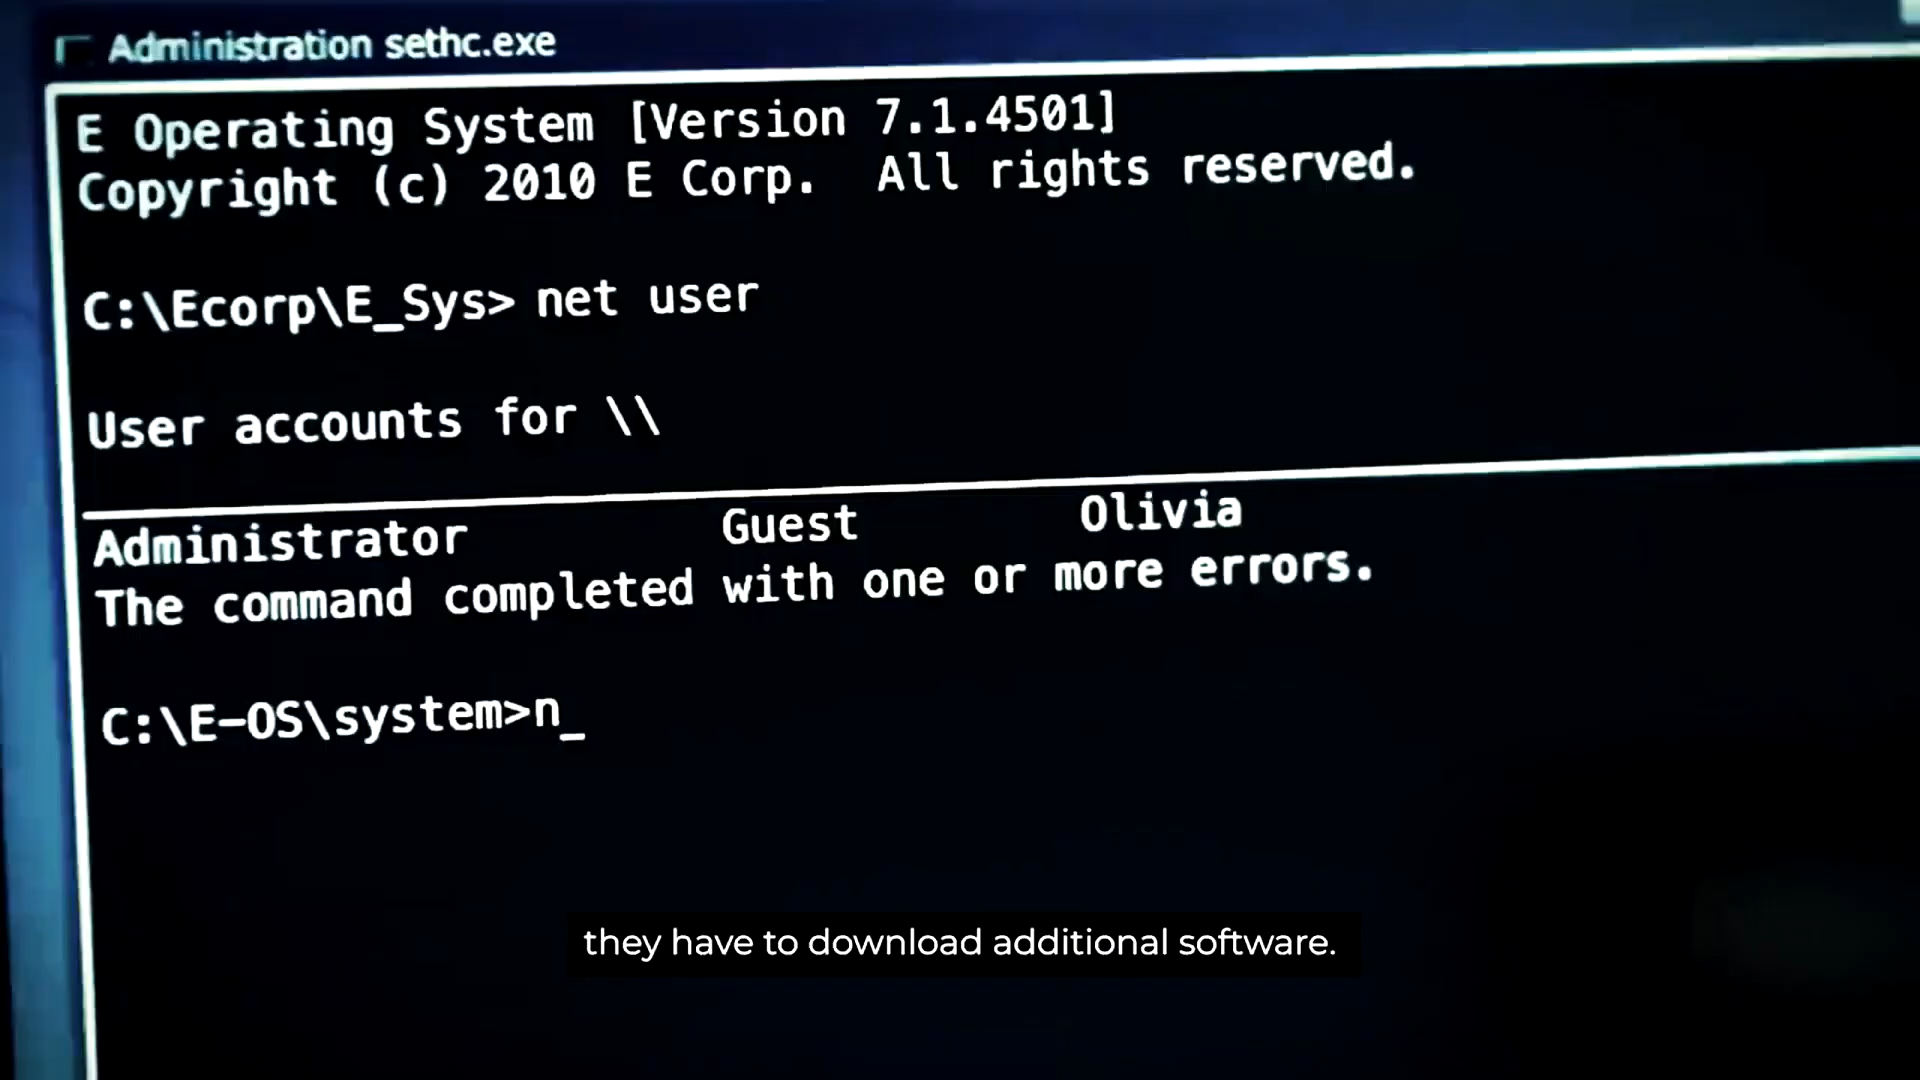 Administration sethc.exe
E Operating System [Version 7.1.4501]
Copyright (c) 2010 E Corp.  All rights reserved.
C:\Ecorp\E_Sys> net user
User accounts for \\
Administrator Guest Olivia
The command completed with one or more errors.
C:\E-OS\system>n_
they have to download additional software.